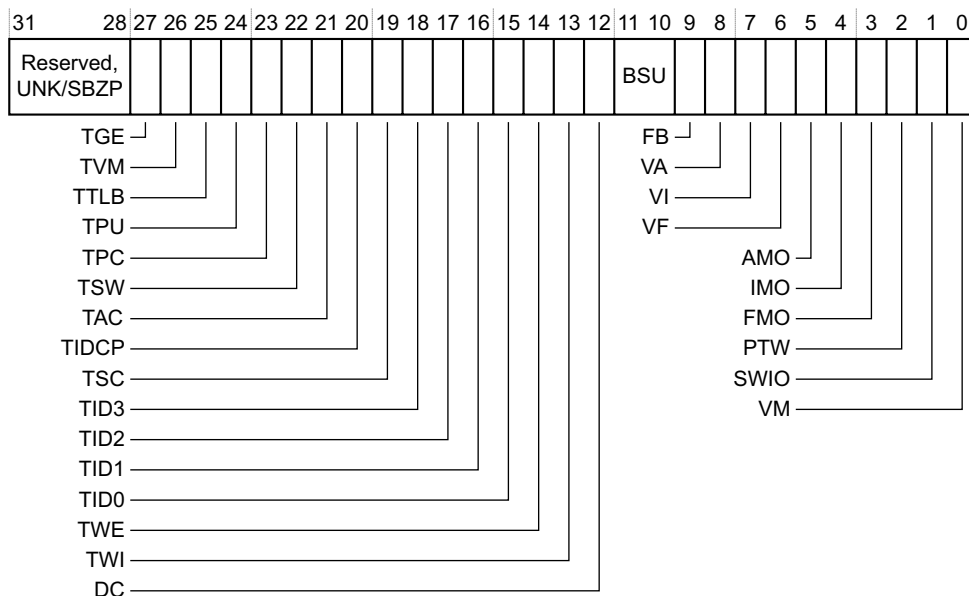 31 28 27 26 25 24 23 22 21 20 19 18 17 16 15 14 13 12 11 10 9 8 7 6 5 4 3 2 1 0
Reserved,
UNK/SBZP
BSU
TGE
TVM
TTLB
TPU
TPC
TSW
TAC
TIDCP
TSC
TID3
TID2
TID1
TID0
TWE
TWI
DC
FB
VA
VI
VF
AMO
IMO
FMO
PTW
SWIO
VM